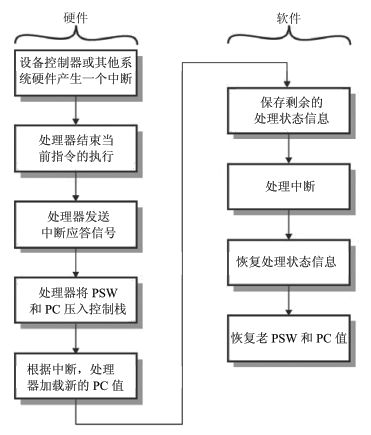 硬件
设备控制器或其他系
统硬件产生一个中断
处理器结束当
前指令的执行
处理器发送
中断应答信号
处理器将 PSW
和 PC 压入控制栈
根据中断，处理
器加载新的 PC 值
软件
保存剩余的
处理状态信息
处理中断
恢复处理状态信息
恢复老 PSW 和 PC 值